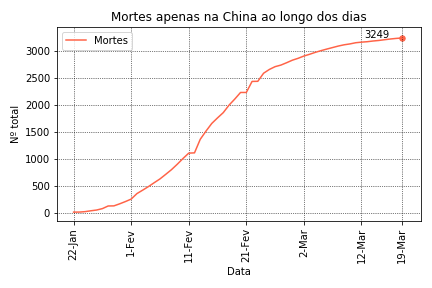 Mortes apenas na China ao longo dos dias
Mortes
3249
Nº total
3000
2500
2000
1500
1000
500
0
22-Jan
1-Fev
11-Fev
21-Fev
2-Mar
12-Mar
19-Mar
Data